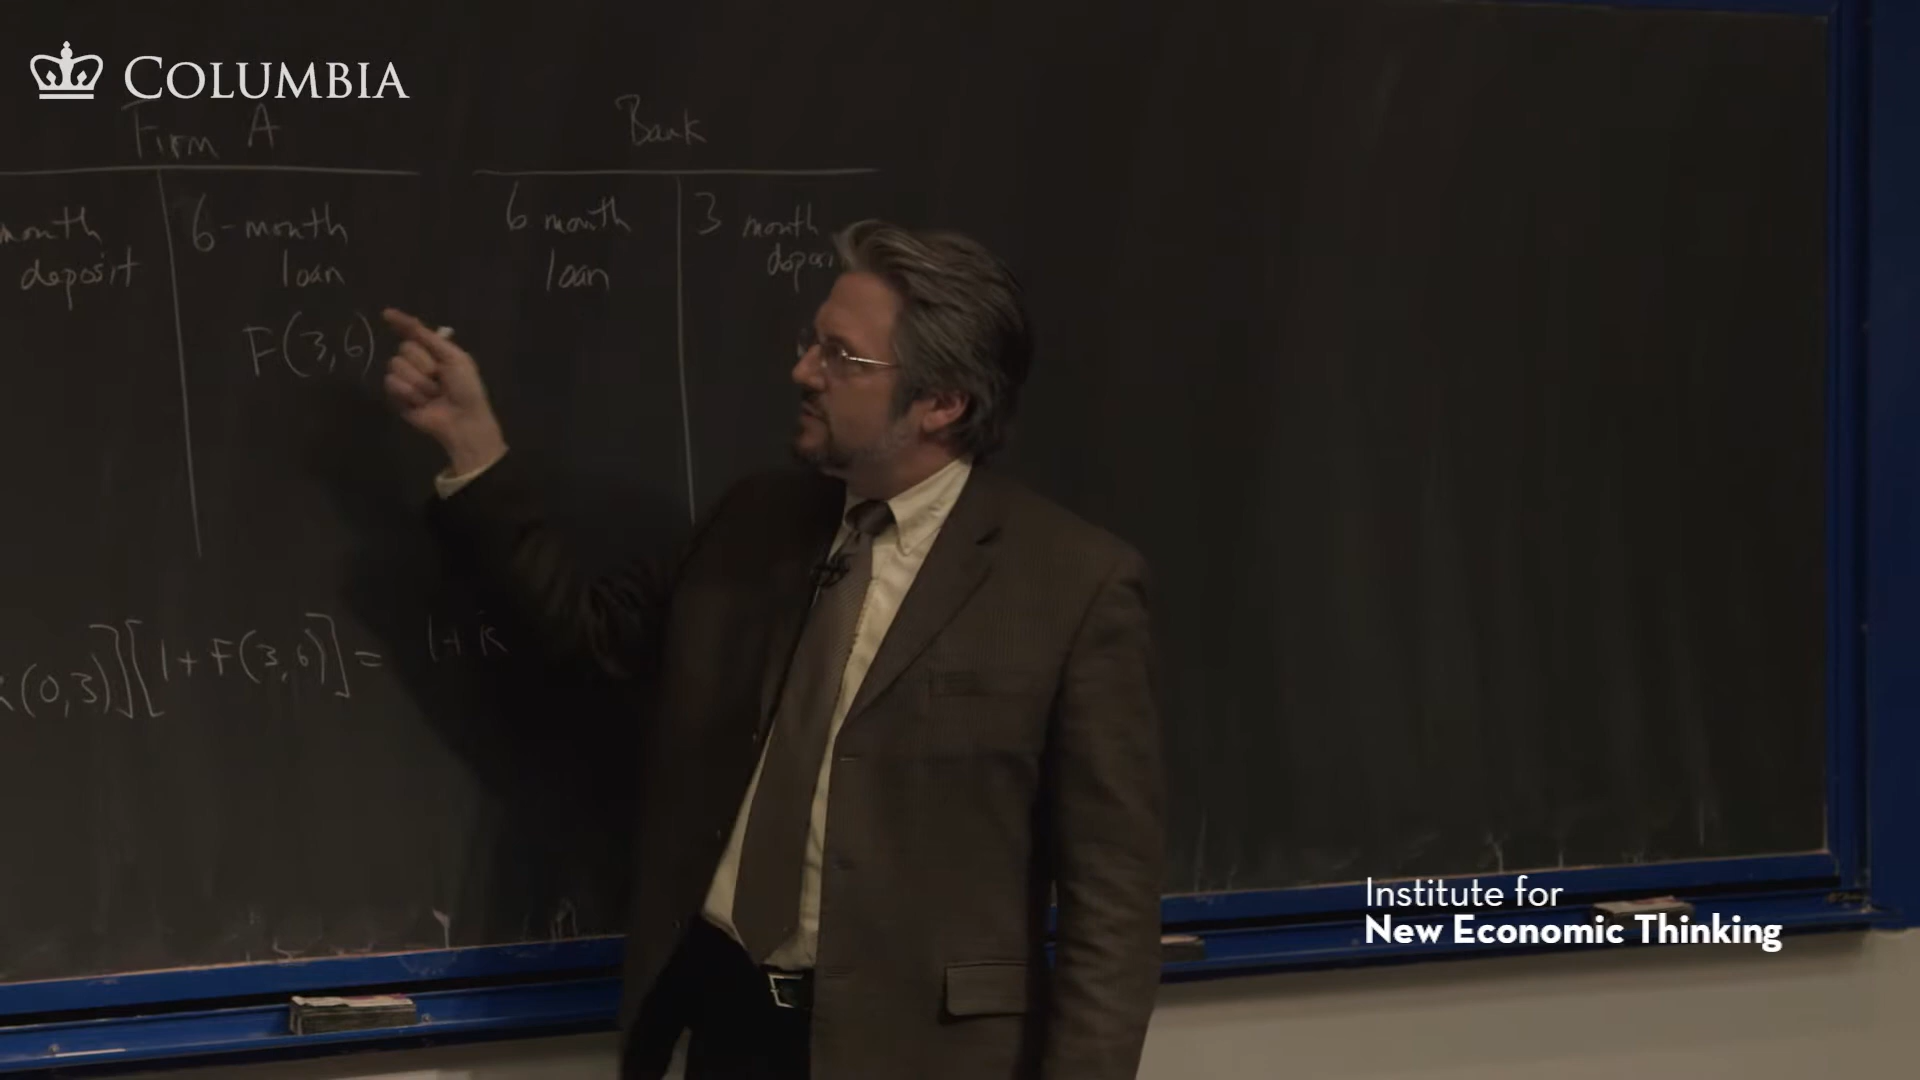 COLUMBIA
Firm A
Bank
month
deposit
6-month
loan
F(3,6)
6 month
loan
3 month
(0,3)][1+F(3,6)] = 1+R
Institute for
New Economic Thinking